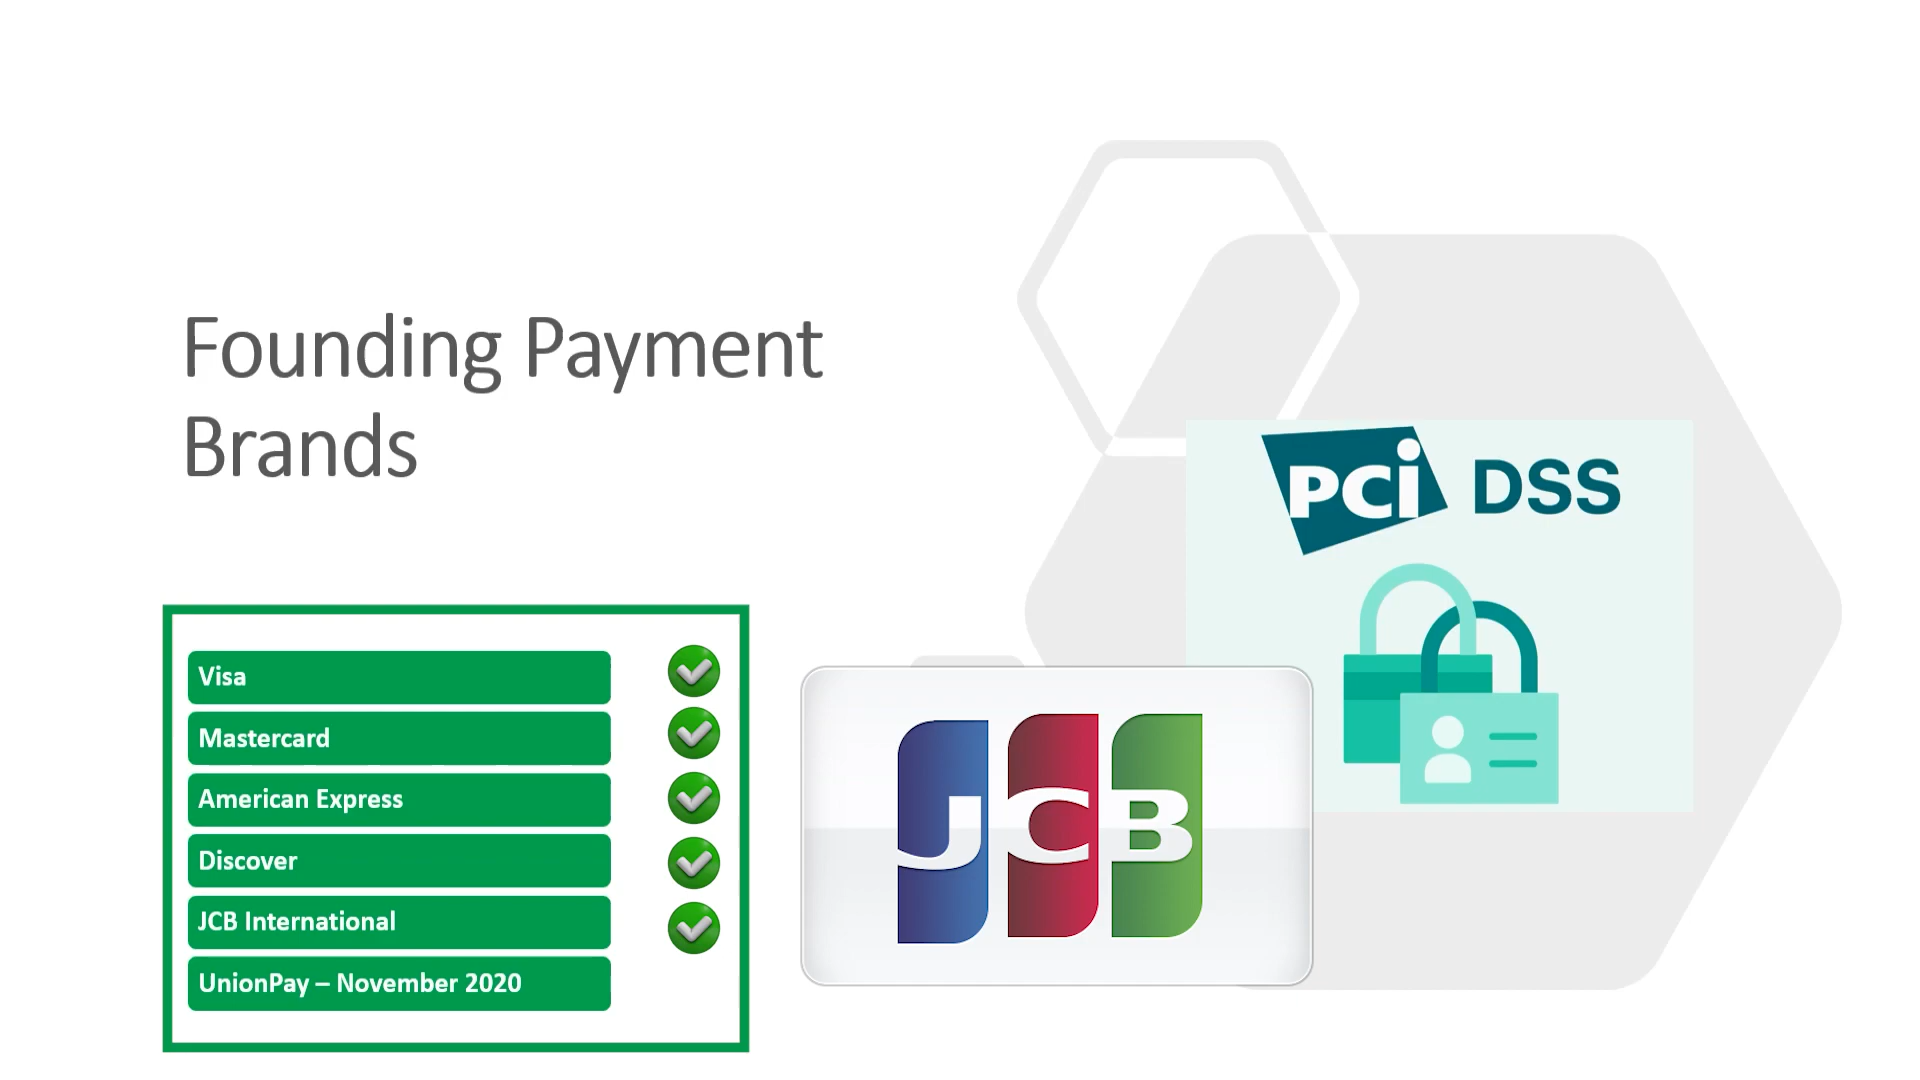 Founding Payment
Brands
PCi DSS
Visa
Mastercard
American Express
Discover
JCB International
UnionPay – November 2020
JCB